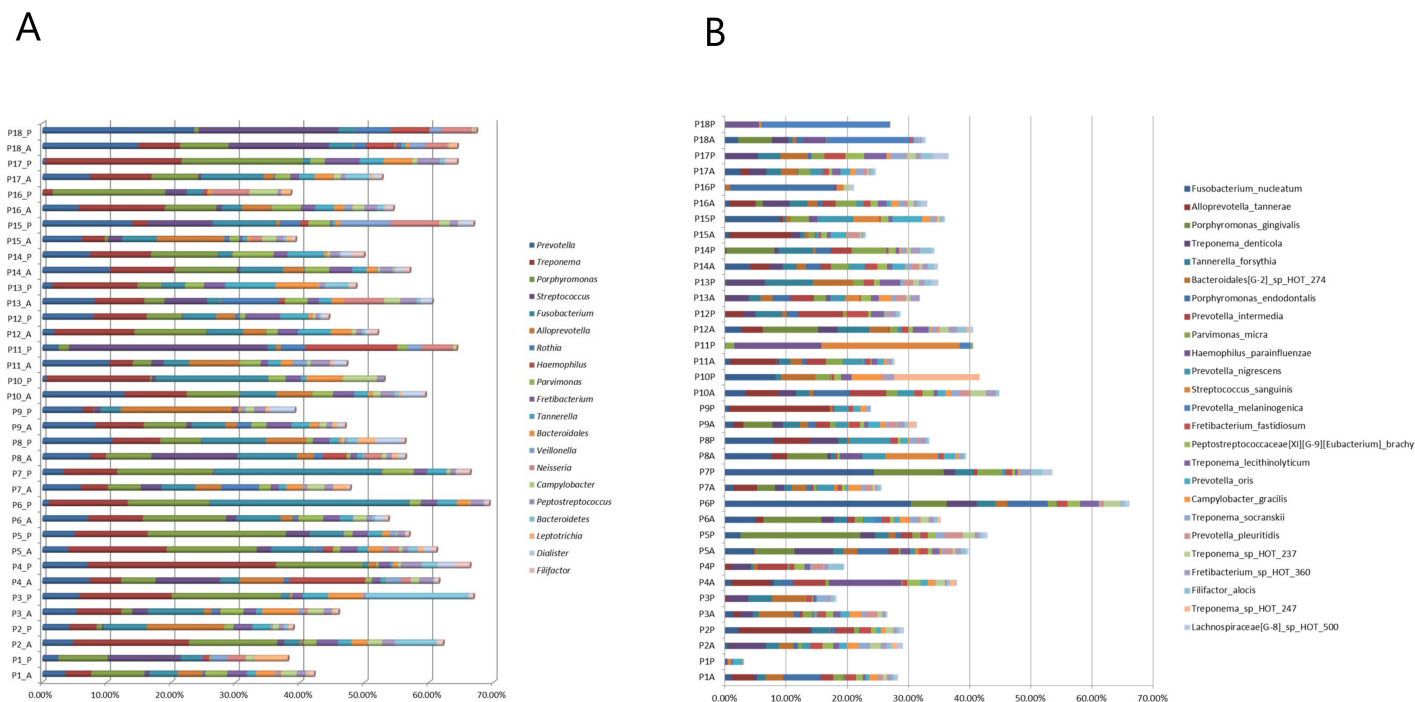 A
B
P18_P
P18_A
P17_P
P17_A
P16_P
P16_A
P15_P
P15_A
P14_P
P14_A
P13_P
P13_A
P12_P
P12_A
P11_P
P11_A
P10_P
P10_A
P9_P
P9_A
P8_P
P8_A
P7_P
P7_A
P6_P
P6_A
P5_P
P5_A
P4_P
P4_A
P3_P
P3_A
P2_P
P2_A
P1_P
P1_A
0.00% 10.00% 20.00% 30.00% 40.00% 50.00% 60.00% 70.00%
Prevotella
Treponema
Porphyromonas
Streptococcus
Fusobacterium
Alloprevotella
Rothia
Haemophilus
Parvimonas
Fretibacterium
Tannerella
Bacteroidales
Veillonella
Neisseria
Campylobacter
Peptostreptococcus
Bacteroidetes
Leptotrichia
Dialister
Filifactor
P18P
P18A
P17P
P17A
P16P
P16A
P15P
P15A
P14P
P14A
P13P
P13A
P12P
P12A
P11P
P11A
P10P
P10A
P9P
P9A
P8P
P8A
P7P
P7A
P6P
P6A
P5P
P5A
P4P
P4A
P3P
P3A
P2P
P2A
P1P
P1A
0.00% 10.00% 20.00% 30.00% 40.00% 50.00% 60.00% 70.00%
Fusobacterium_nucleatum
Alloprevotella_tannerae
Porphyromonas_gingivalis
Treponema_denticola
Tannerella_forsythia
Bacteroidales[G-2]_sp_HOT_274
Porphyromonas_endodontalis
Prevotella_intermedia
Parvimonas_micra
Haemophilus_parainfluenzae
Prevotella_nigrescens
Streptococcus_sanguinis
Prevotella_melaninogenica
Fretibacterium_fastidiosum
Peptostreptococcaceae[XI][G-9][Eubacterium]_brachy
Treponema_lecithinolyticum
Prevotella_oris
Campylobacter_gracilis
Treponema_socranskii
Prevotella_pleuritidis
Treponema_sp_HOT_237
Fretibacterium_sp_HOT_360
Filifactor_alocis
Treponema_sp_HOT_247
Lachnospiraceae[G-8]_sp_HOT_500